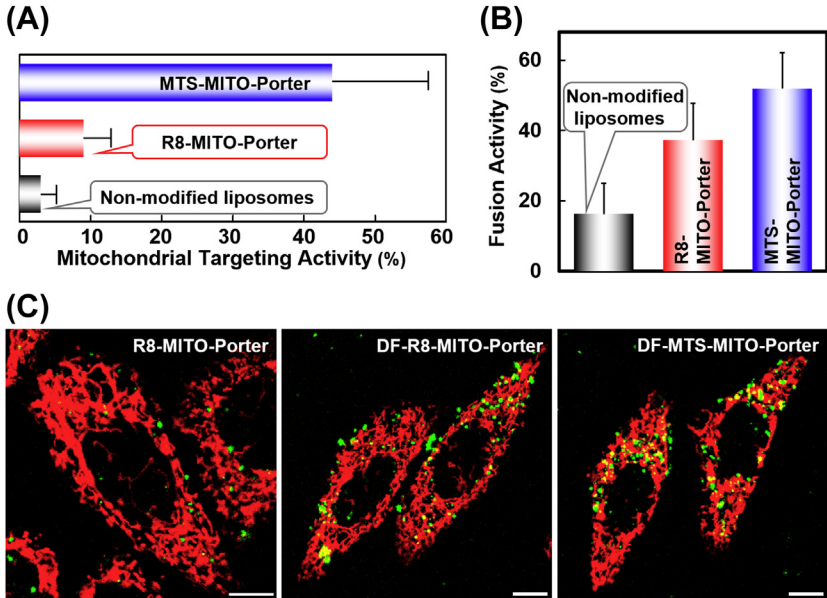 (A)
MTS-MITO-Porter
R8-MITO-Porter
Non-modified liposomes
0 10 20 30 40 50 60
Mitochondrial Targeting Activity (%)
(B)
Fusion Activity (%)
60
40
20
0
Non-modified
liposomes
R8-
MITO-Porter
MTS-
MITO-Porter
(C)
R8-MITO-Porter
DF-R8-MITO-Porter
DF-MTS-MITO-Porter